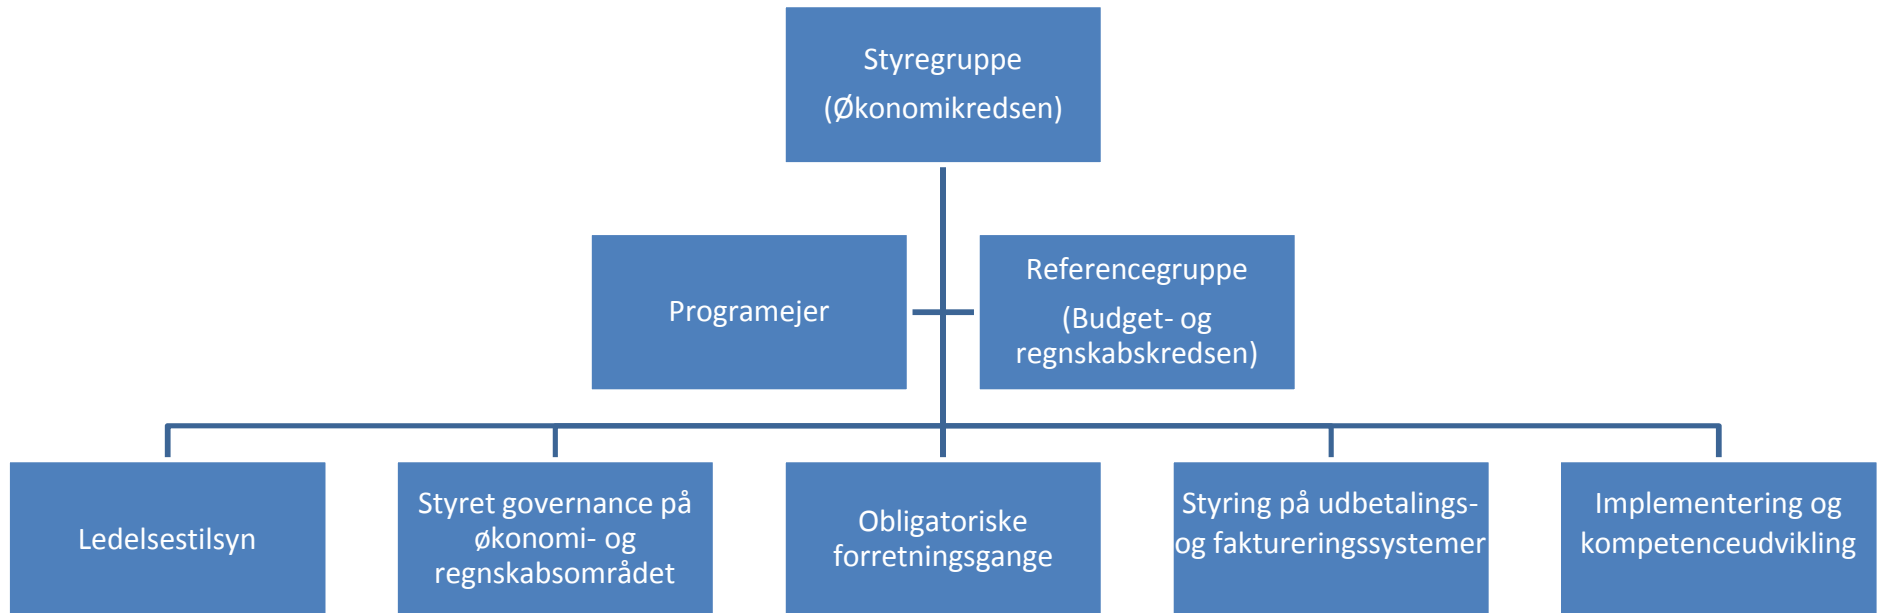 Styregruppe
(Økonomikredsen)
Programejer
Referencegruppe
(Budget- og
regnskabskredsen)
Ledelsestilsyn
Styret governance på
økonomi- og
regnskabsområdet
Obligatoriske
forretningsgange
Styring på udbetalings-
og faktureringssystemer
Implementering og
kompetenceudvikling